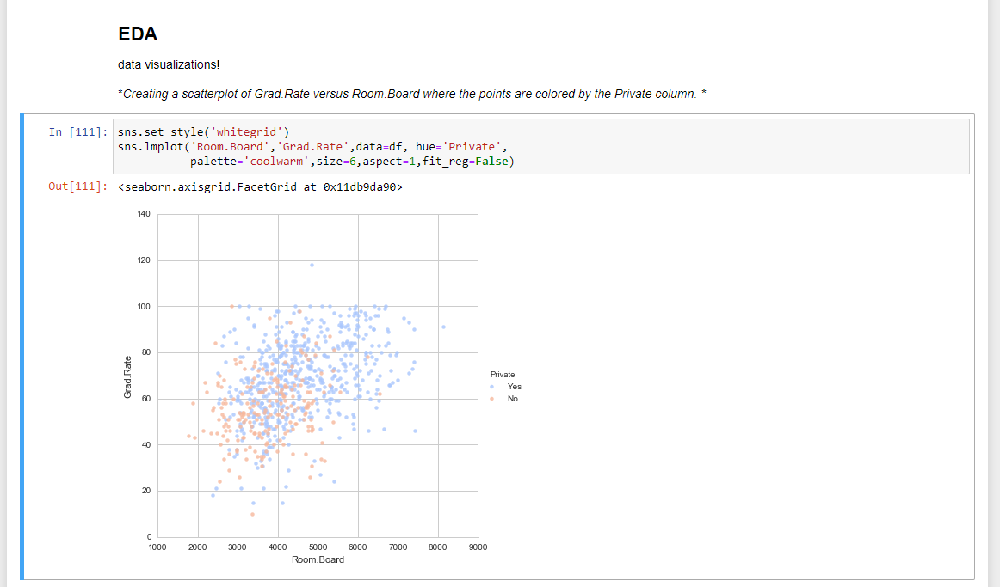 EDA
data visualizations!
*Creating a scatterplot of Grad.Rate versus Room.Board where the points are colored by the Private column. *
In [111]: sns.set_style('whitegrid')
sns.lmplot('Room.Board','Grad.Rate',data=df, hue='Private',
palette='coolwarm',size=6,aspect=1,fit_reg=False)
Out[111]: <seaborn.axisgrid.FacetGrid at 0x11db9da90>
140
120
100
80
60
40
20
0
Grad.Rate
1000 2000 3000 4000 5000 6000 7000 8000 9000
Room.Board
Private
Yes
No